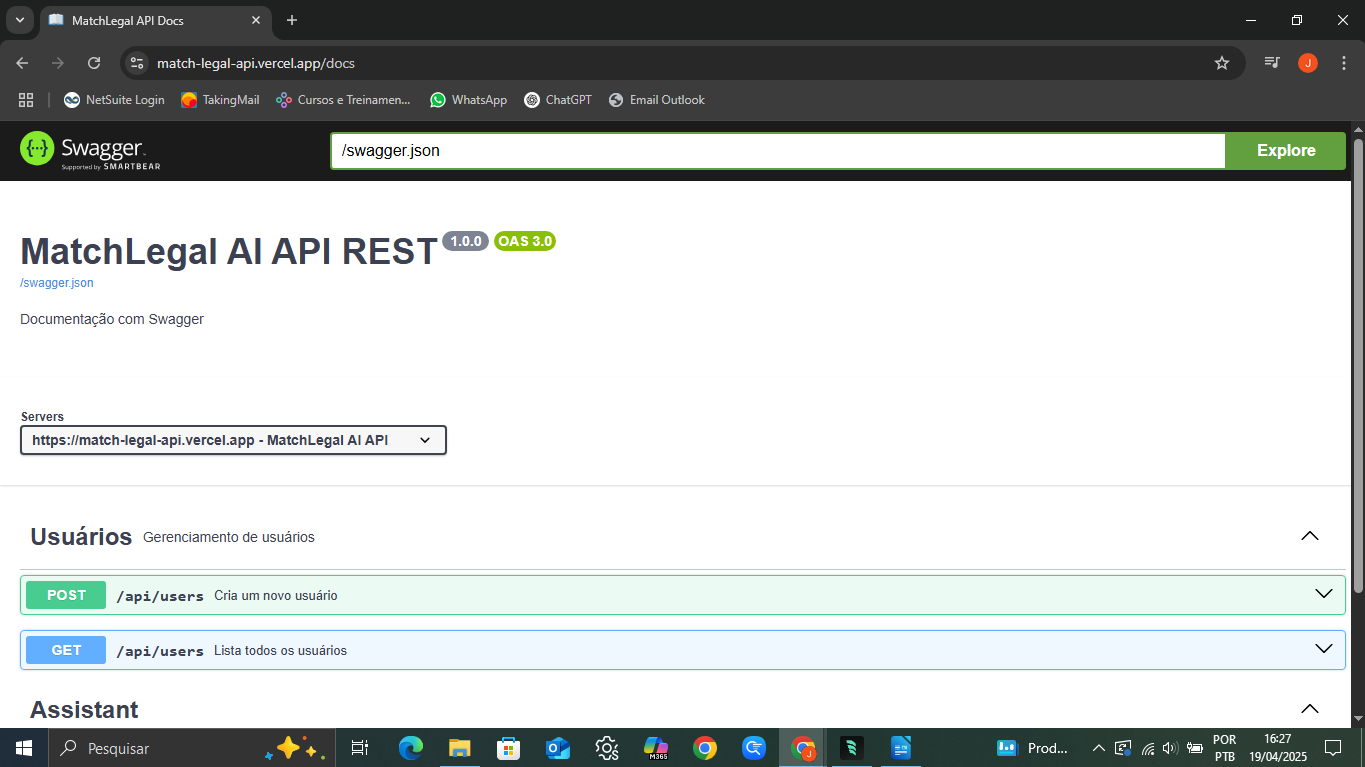 MatchLegal API Docs
match-legal-api.vercel.app/docs
J
NetSuite Login
TakingMail
Cursos e Treinamen...
WhatsApp
ChatGPT
Email Outlook
{···} Swagger.
Supported by SMARTBEAR
/swagger.json
Explore
MatchLegal AI API REST 1.0.0 OAS 3.0
/swagger.json
Documentação com Swagger
Servers
https://match-legal-api.vercel.app - MatchLegal AI API
Usuários Gerenciamento de usuários
POST /api/users Cria um novo usuário
GET /api/users Lista todos os usuários
Assistant
Pesquisar
M365
J
Prod...
POR
PTB
16:27
19/04/2025